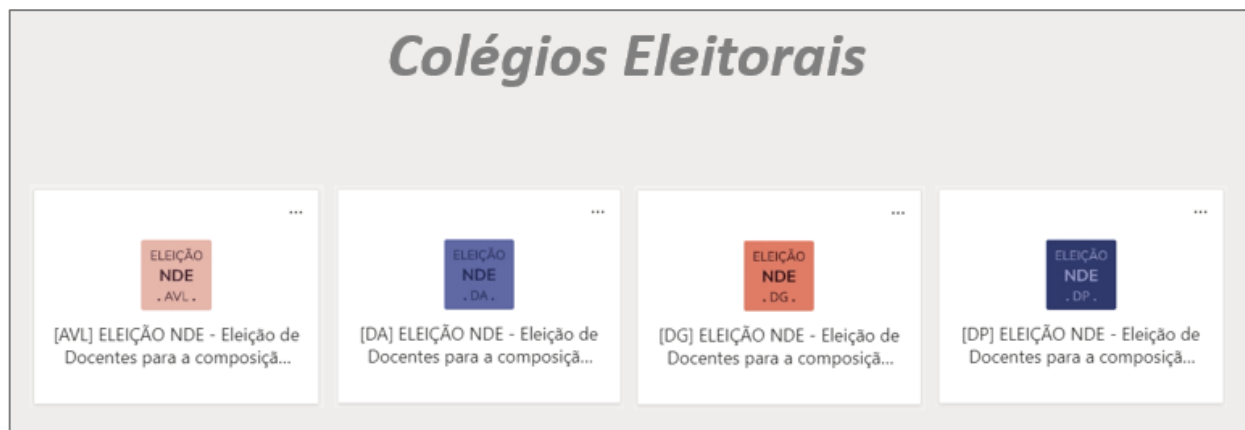 Colégios Eleitorais
...
...
...
...
ELEIÇÃO
NDE
. AVL .
[AVL] ELEIÇÃO NDE - Eleição de
Docentes para a composiçã...
ELEIÇÃO
NDE
. DA .
[DA] ELEIÇÃO NDE - Eleição de
Docentes para a composiçã...
ELEIÇÃO
NDE
. DG .
[DG] ELEIÇÃO NDE - Eleição de
Docentes para a composiçã...
ELEIÇÃO
NDE
. DP .
[DP] ELEIÇÃO NDE - Eleição de
Docentes para a composiçã...